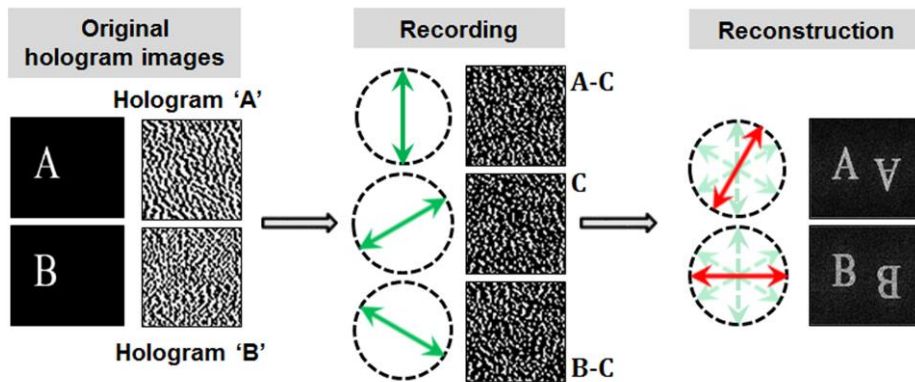 Original
hologram images
Hologram ‘A’
A
B
Hologram ‘B’
Recording
A-C
C
B-C
Reconstruction
A A
B B